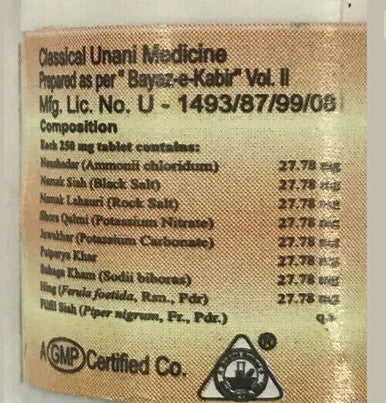 Classical Unani Medicine
Prepared as per " Bayaz-e-Kabir" Vol. II
Mfg. Lic. No. U - 1493/87/99/08
Composition
Each 250 mg tablet contains:
Naushadar (Ammonii chloridum) 27.78 mg
Namak Siah (Black Salt) 27.78 mg
Namak Lahauri (Rock Salt) 27.78 mg
Shora Qalmi (Potassium Nitrate) 27.78 mg
Jawakhar (Potassium Carbonate) 27.78 mg
Paparya Khar 27.78 mg
Suhaga Kham (Sodii biboras) 27.78 mg
Hing (Ferula foetida, Rsn., Pdr) 27.78 mg
Filfil Siah (Piper nigrum, Fr., Pdr.) q.s.
A GMP Certified Co. ®